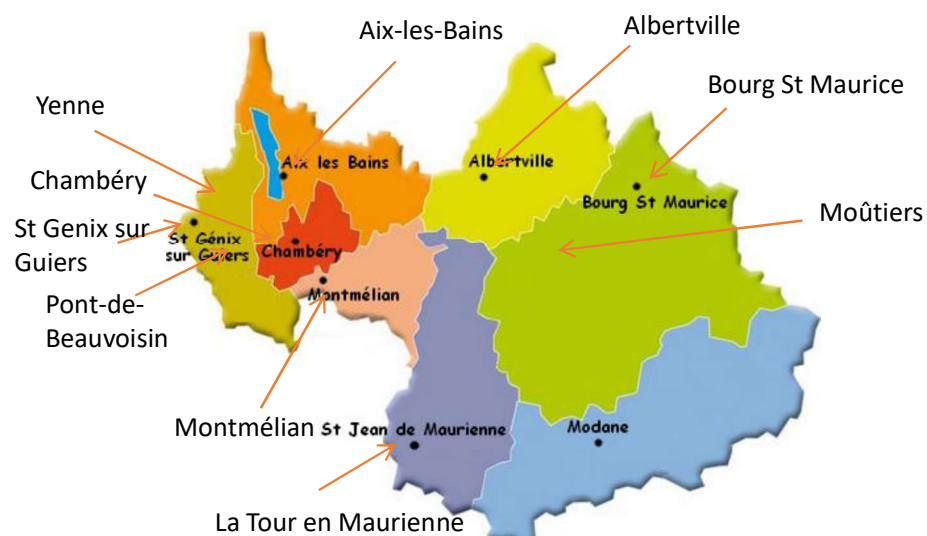 Aix-les-Bains
Albertville
Bourg St Maurice
Yenne
Aix les Bains
Albertville
Chambéry
Bourg St Maurice
Moûtiers
St Genix sur
Guiers
St Génix
sur Guiers
Chambéry
Montmélian
Pont-de-
Beauvoisin
Montmélian
St Jean de Maurienne
Modane
La Tour en Maurienne